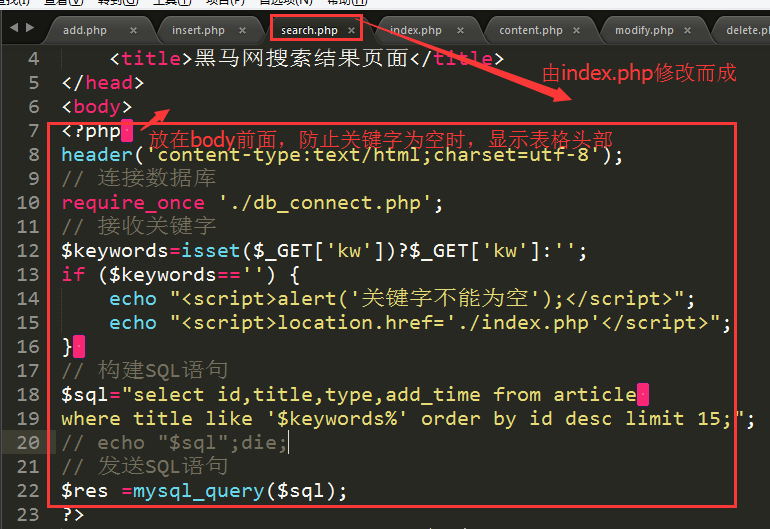 add.php × insert.php × search.php × index.php × content.php × modify.php × delete.p
由index.php修改而成
4 <title>黑马网搜索结果页面</title>
5 </head>
6 <body>
7 <?php
放在body前面，防止关键字为空时，显示表格头部
8 header('content-type:text/html;charset=utf-8');
9 // 连接数据库
10 require_once './db_connect.php';
11 // 接收关键字
12 $keywords=isset($_GET['kw'])?$_GET['kw']:'';
13 if ($keywords=='') {
14 echo "<script>alert('关键字不能为空');</script>";
15 echo "<script>location.href='./index.php'</script>";
16 }
17 // 构建SQL语句
18 $sql="select id,title,type,add_time from article
19 where title like '$keywords%' order by id desc limit 15;";
20 // echo "$sql";die;
21 // 发送SQL语句
22 $res =mysql_query($sql);
23 ?>